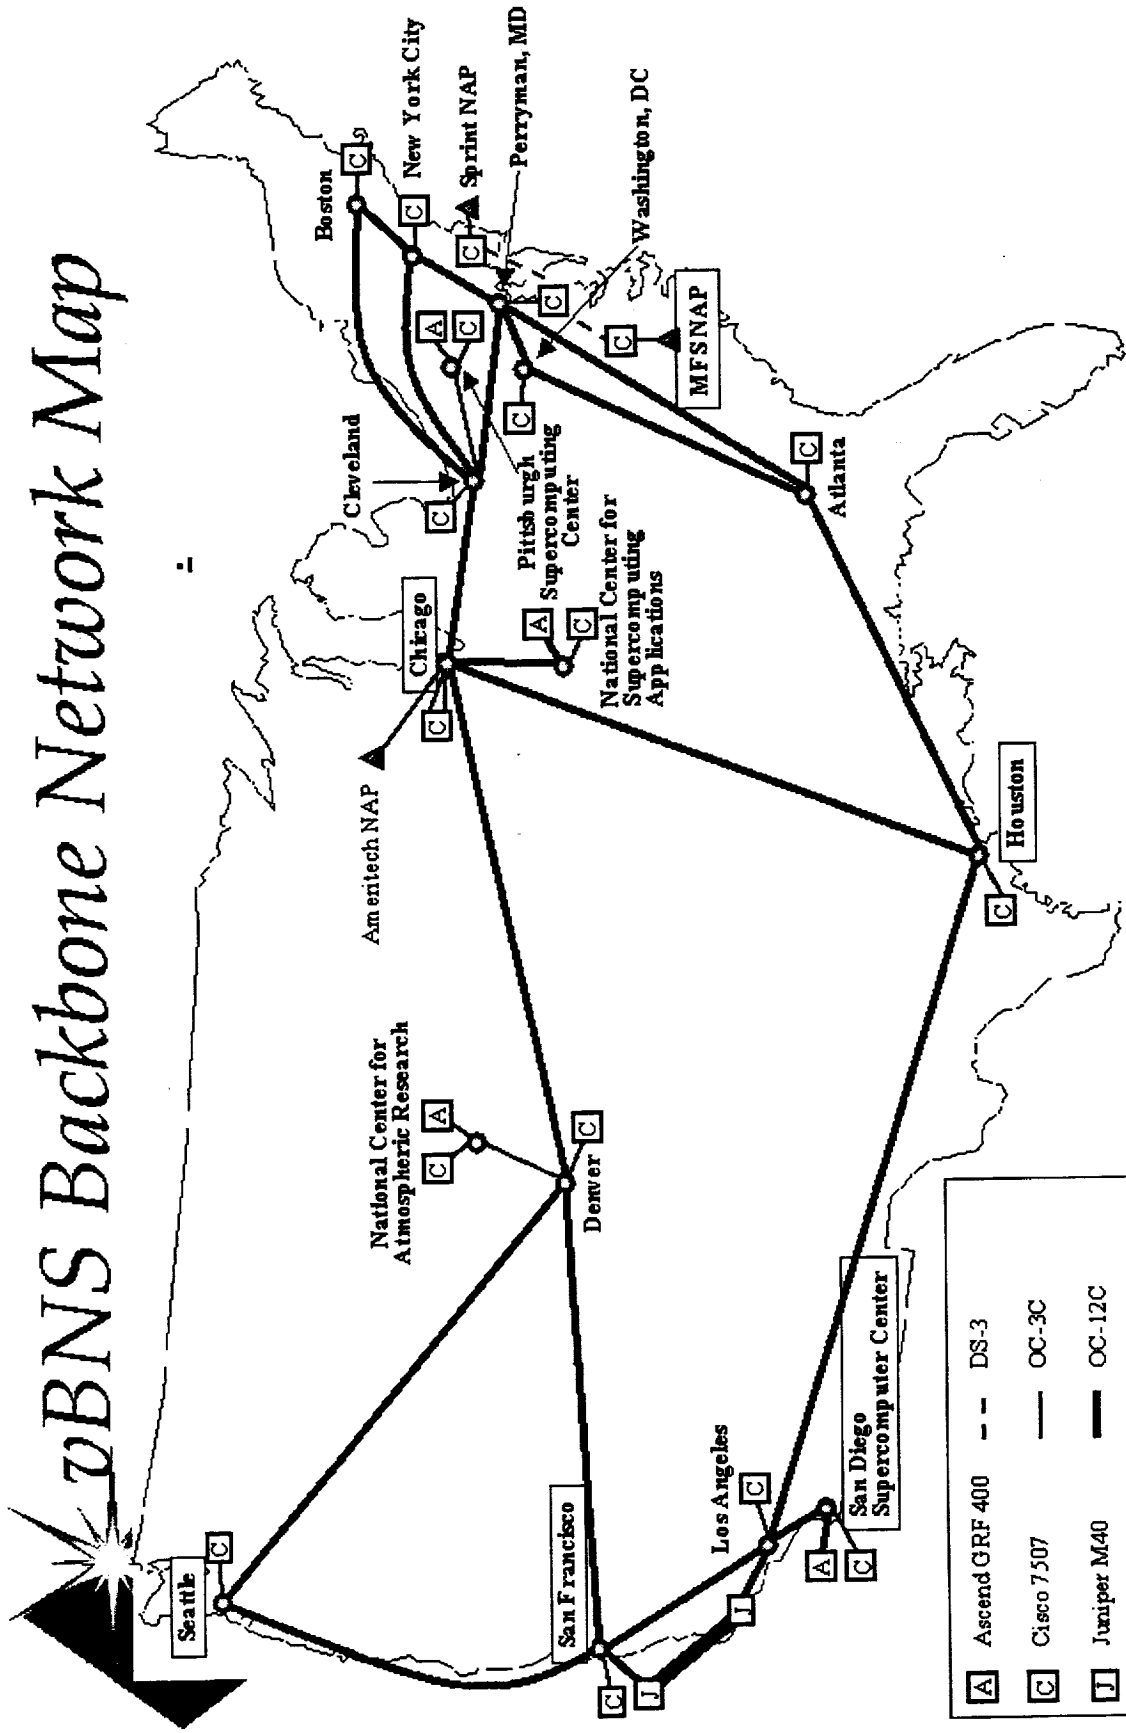 vBNS Backbone Network Map
Seattle
C
San Francisco
C
J
J
Los Angeles
C
A
C
San Diego
Supercomputer Center
National Center for
Atmospheric Research
C
A
Denver
C
Ameritech NAP
Chicago
C
A
C
National Center for
Supercomputing
Applications
Houston
C
Cleveland
C
Pittsburgh
Supercomputing
Center
A
C
Boston
C
New York City
C
Sprint NAP
C
Perryman, MD
C
Washington, DC
C
C
MFSNAP
Atlanta
C
A Ascend GRF 400 DS-3
C Cisco 7507 OC-3C
J Juniper M40 OC-12C